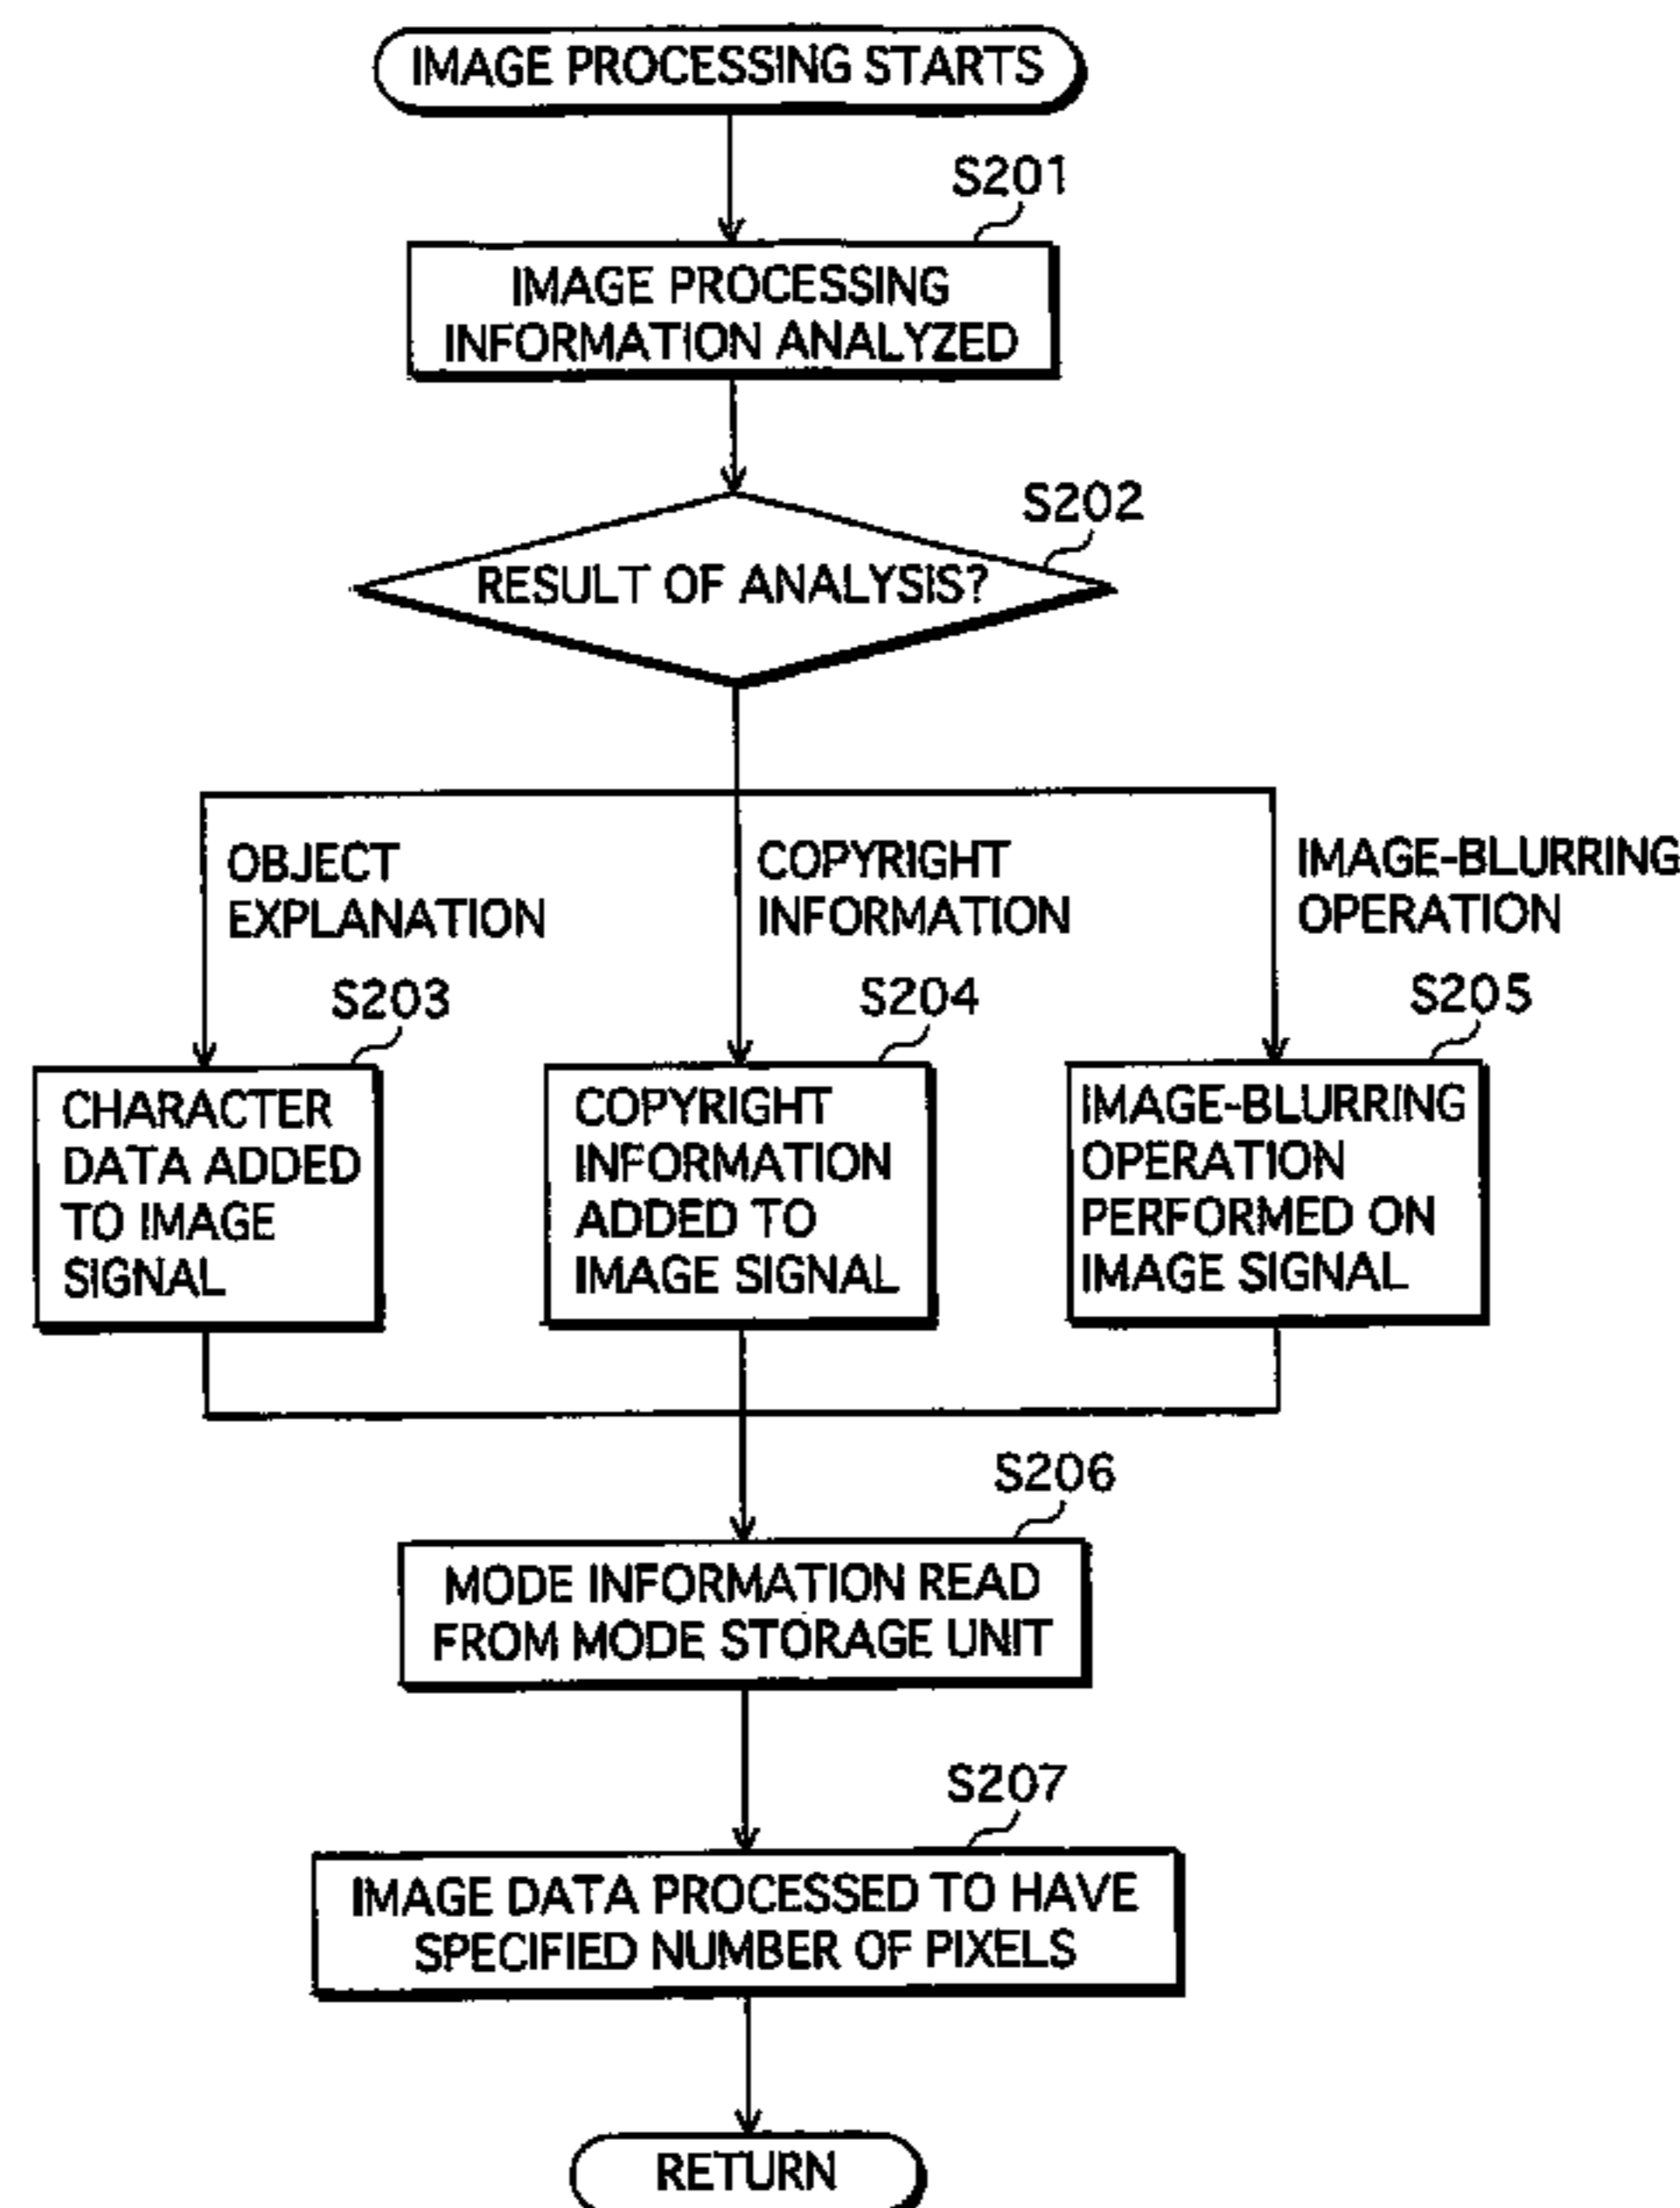 IMAGE PROCESSING STARTS
S201
IMAGE PROCESSING
INFORMATION ANALYZED
S202
RESULT OF ANALYSIS?
OBJECT
EXPLANATION
COPYRIGHT
INFORMATION
IMAGE-BLURRING
OPERATION
S203
S204
S205
CHARACTER
DATA ADDED
TO IMAGE
SIGNAL
COPYRIGHT
INFORMATION
ADDED TO
IMAGE SIGNAL
IMAGE-BLURRING
OPERATION
PERFORMED ON
IMAGE SIGNAL
S206
MODE INFORMATION READ
FROM MODE STORAGE UNIT
S207
IMAGE DATA PROCESSED TO HAVE
SPECIFIED NUMBER OF PIXELS
RETURN